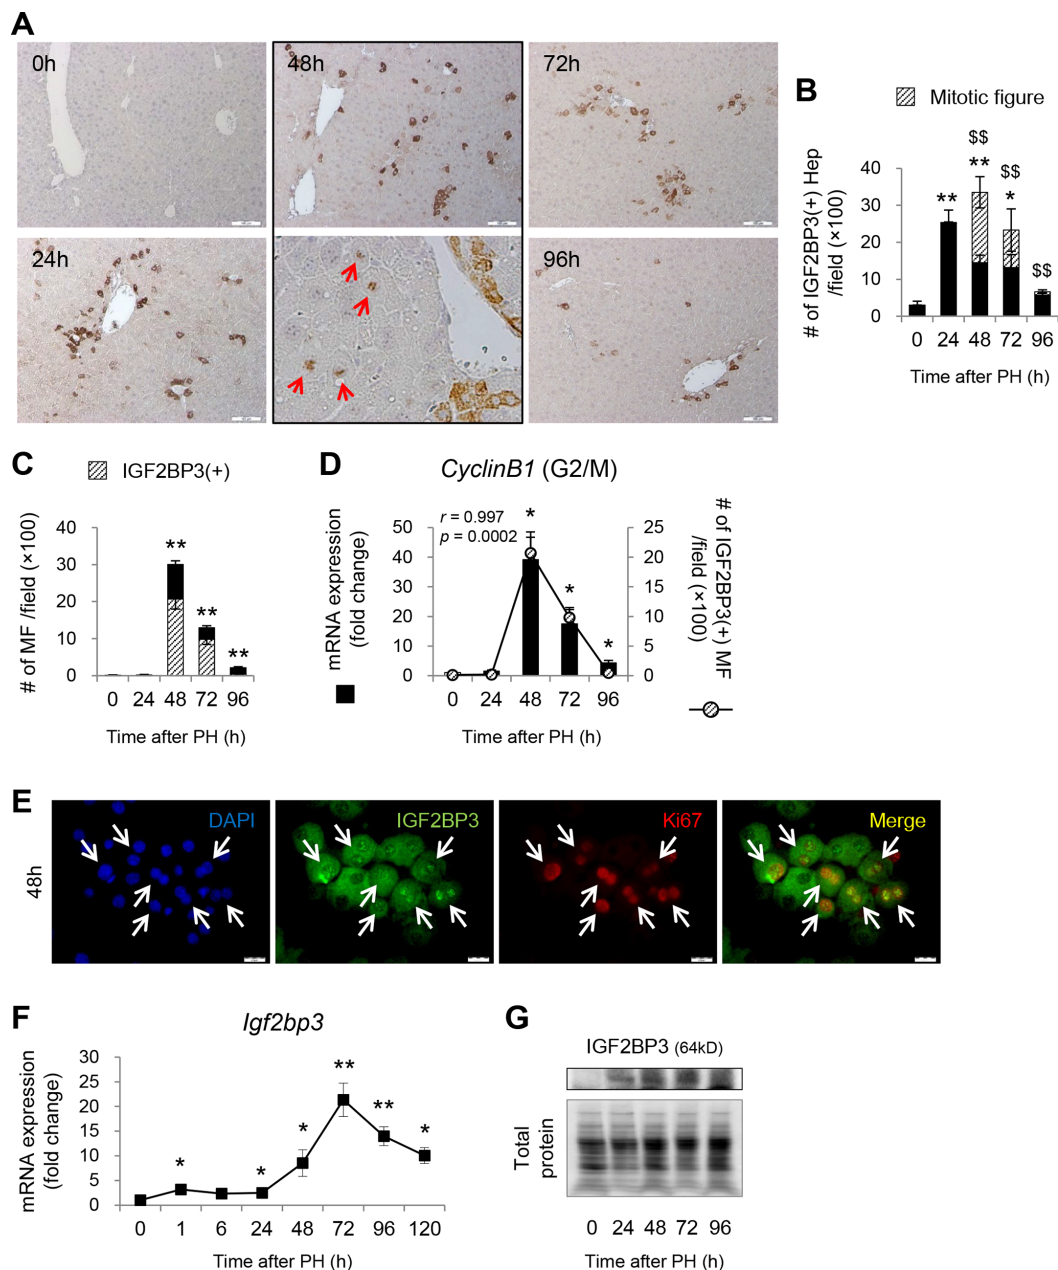 A
0h
48h
72h
24h
96h
B
Mitotic figure
# of IGF2BP3(+) Hep
/field (×100)
40
30
20
10
0
**
$$
**
$$
*
$$
0 24 48 72 96
Time after PH (h)
C
IGF2BP3(+)
# of MF /field (×100)
40
30
20
10
0
**
**
**
0 24 48 72 96
Time after PH (h)
D
CyclinB1 (G2/M)
r = 0.997
p = 0.0002
mRNA expression
(fold change)
50
40
30
20
10
0
*
*
*
25
20
15
10
5
0
# of IGF2BP3(+) MF
/field (×100)
0 24 48 72 96
Time after PH (h)
E
48h
DAPI
IGF2BP3
Ki67
Merge
F
Igf2bp3
mRNA expression
(fold change)
30
25
20
15
10
5
0
*
*
*
**
**
*
0 1 6 24 48 72 96 120
Time after PH (h)
G
IGF2BP3 (64kD)
Total
protein
0 24 48 72 96
Time after PH (h)